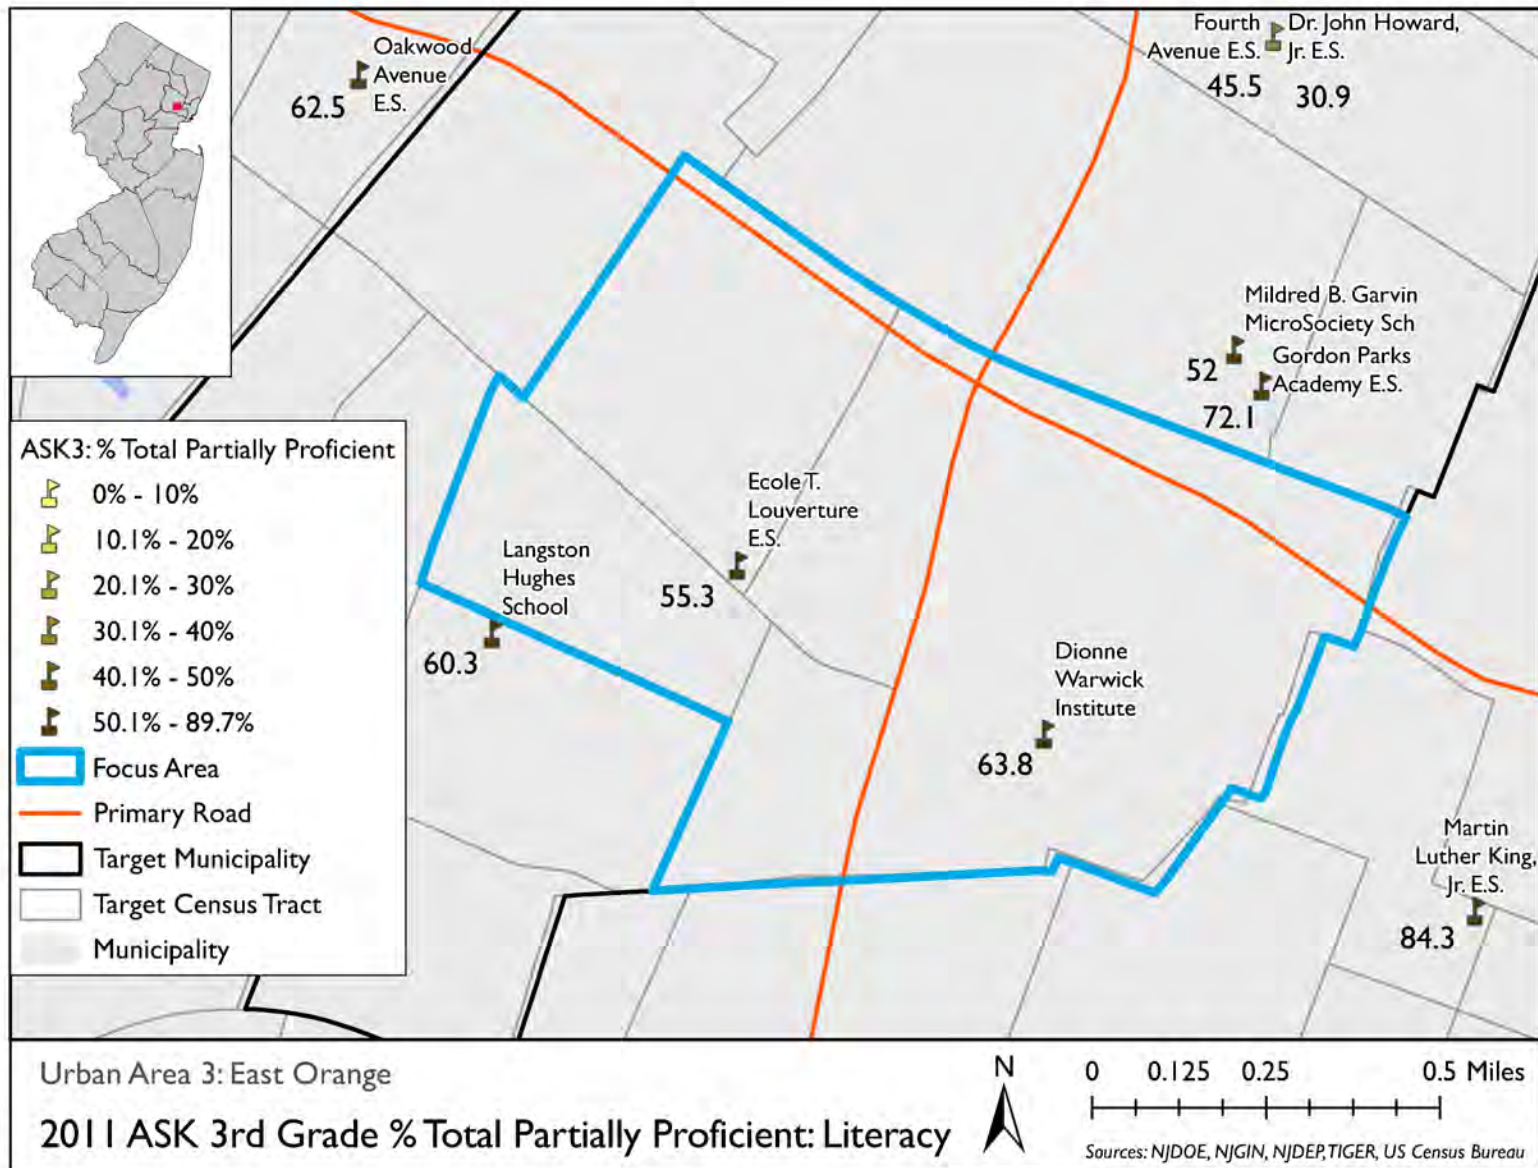 Oakwood
Avenue
E.S.
62.5
Fourth
Avenue E.S.
45.5
Dr. John Howard,
Jr. E.S.
30.9
Mildred B. Garvin
MicroSociety Sch
52
Gordon Parks
Academy E.S.
72.1
Ecole T.
Louverture
E.S.
55.3
Langston
Hughes
School
60.3
Dionne
Warwick
Institute
63.8
Martin
Luther King,
Jr. E.S.
84.3
ASK3: % Total Partially Proficient
0% - 10%
10.1% - 20%
20.1% - 30%
30.1% - 40%
40.1% - 50%
50.1% - 89.7%
Focus Area
Primary Road
Target Municipality
Target Census Tract
Municipality
Urban Area 3: East Orange
2011 ASK 3rd Grade % Total Partially Proficient: Literacy
N
0 0.125 0.25 0.5 Miles
Sources: NJDOE, NJGIN, NJDEP, TIGER, US Census Bureau